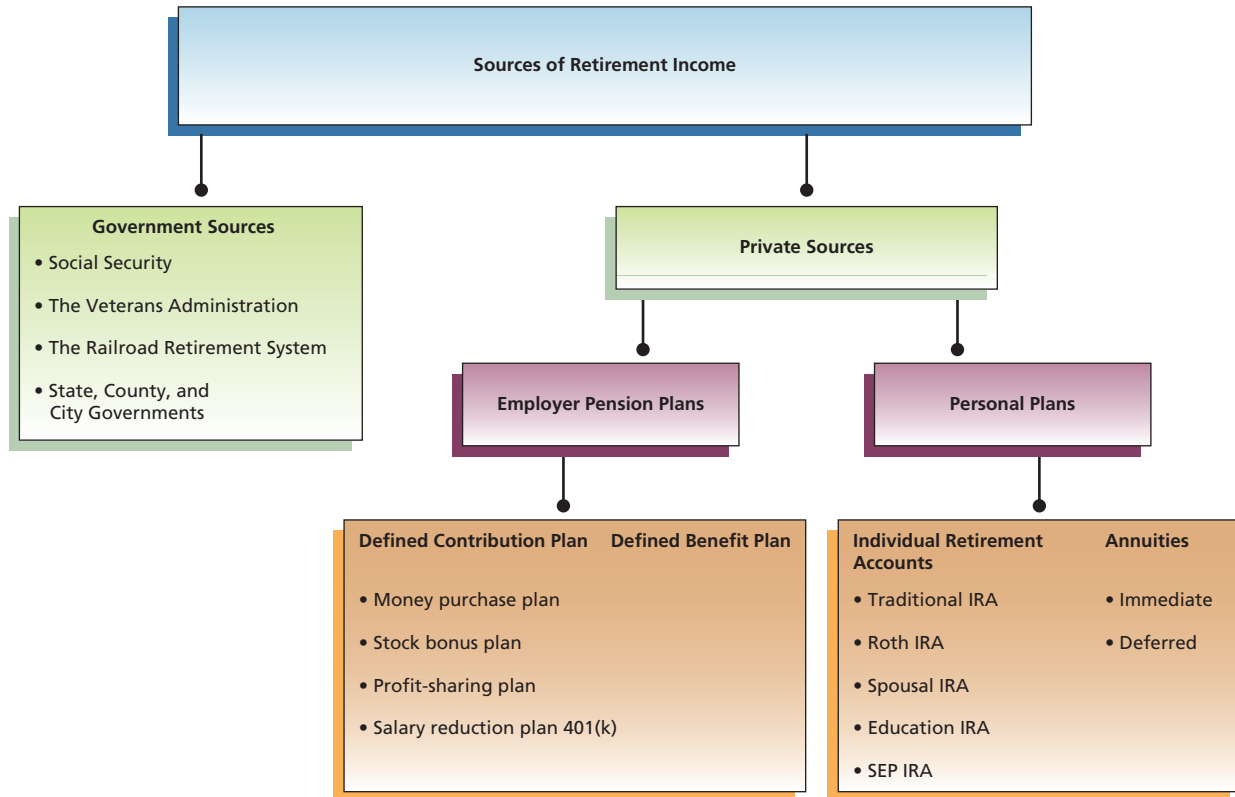 Sources of Retirement Income
Government Sources
• Social Security
• The Veterans Administration
• The Railroad Retirement System
• State, County, and
City Governments
Private Sources
Employer Pension Plans
Personal Plans
Defined Contribution Plan
Defined Benefit Plan
• Money purchase plan
• Stock bonus plan
• Profit-sharing plan
• Salary reduction plan 401(k)
Individual Retirement
Accounts
• Traditional IRA
• Roth IRA
• Spousal IRA
• Education IRA
• SEP IRA
Annuities
• Immediate
• Deferred